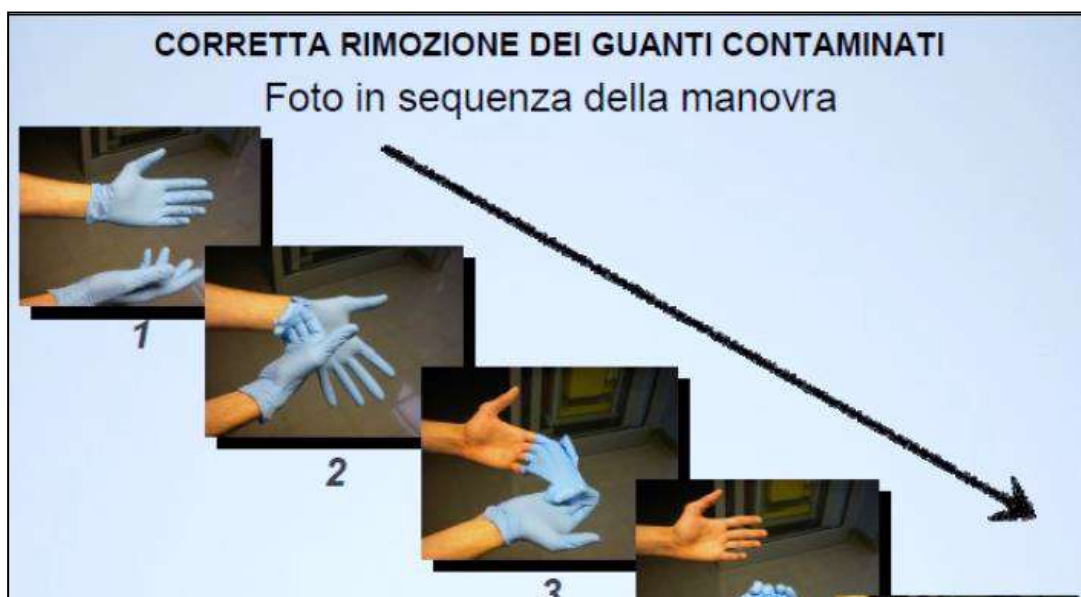 CORRETTA RIMOZIONE DEI GUANTI CONTAMINATI
Foto in sequenza della manovra
1
2
3